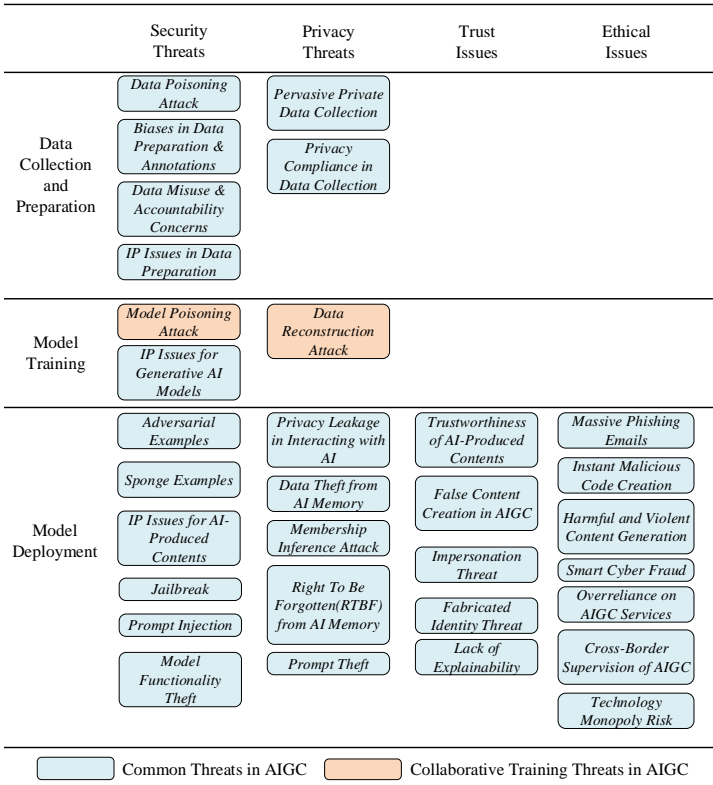 Security
Threats
Privacy
Threats
Trust
Issues
Ethical
Issues
Data
Collection
and
Preparation
Data Poisoning
Attack
Biases in Data
Preparation &
Annotations
Data Misuse &
Accountability
Concerns
IP Issues in Data
Preparation
Pervasive Private
Data Collection
Privacy
Compliance in
Data Collection
Model
Training
Model Poisoning
Attack
IP Issues for
Generative AI
Models
Data
Reconstruction
Attack
Model
Deployment
Adversarial
Examples
Sponge Examples
IP Issues for AI-
Produced
Contents
Jailbreak
Prompt Injection
Model
Functionality
Theft
Privacy Leakage
in Interacting with
AI
Data Theft from
AI Memory
Membership
Inference Attack
Right To Be
Forgotten(RTBF)
from AI Memory
Prompt Theft
Trustworthiness
of AI-Produced
Contents
False Content
Creation in AIGC
Impersonation
Threat
Fabricated
Identity Threat
Lack of
Explainability
Massive Phishing
Emails
Instant Malicious
Code Creation
Harmful and Violent
Content Generation
Smart Cyber Fraud
Overreliance on
AIGC Services
Cross-Border
Supervision of AIGC
Technology
Monopoly Risk
Common Threats in AIGC
Collaborative Training Threats in AIGC